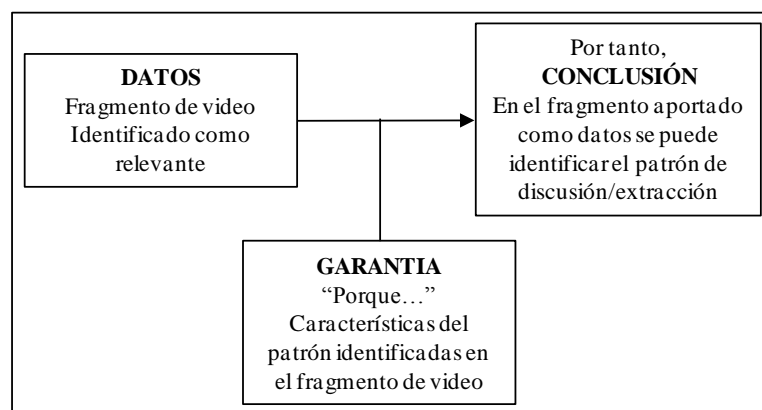 DATOS
Fragmento de video
Identificado como
relevante
Por tanto,
CONCLUSIÓN
En el fragmento aportado
como datos se puede
identificar el patrón de
discusión/extracción
GARANTIA
“Porque…”
Características del
patrón identificadas en
el fragmento de video